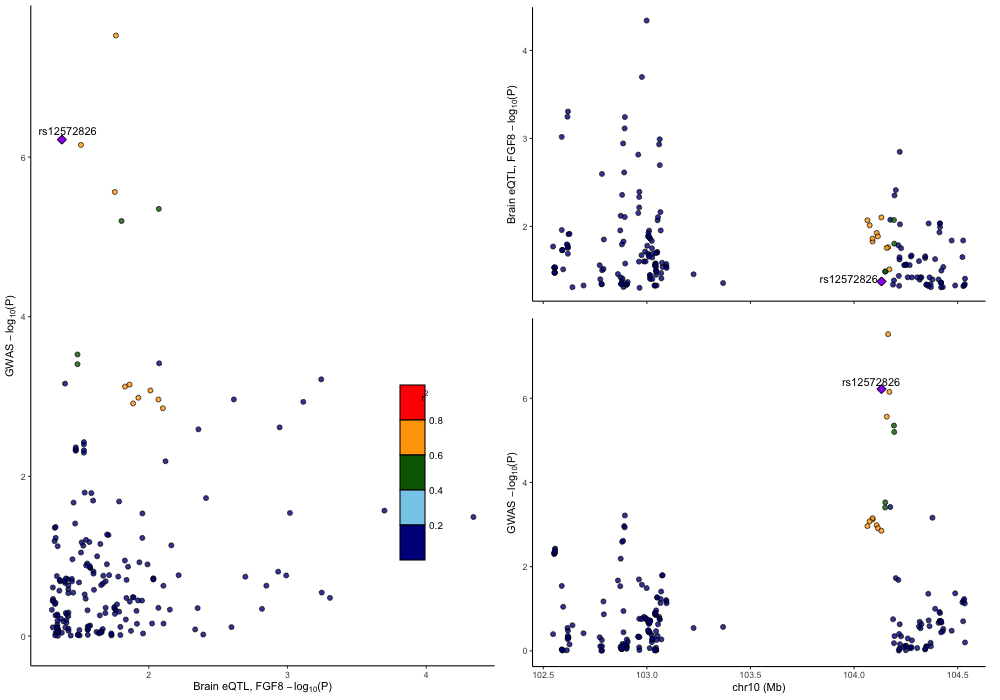 GWAS − log10(P)
6
4
2
0
rs12572826
r2
0.8
0.6
0.4
0.2
2
3
4
Brain eQTL, FGF8 − log10(P)
Brain eQTL, FGF8 − log10(P)
4
3
2
rs12572826
GWAS − log10(P)
6
4
2
0
rs12572826
102.5
103.0
103.5
104.0
104.5
chr10 (Mb)